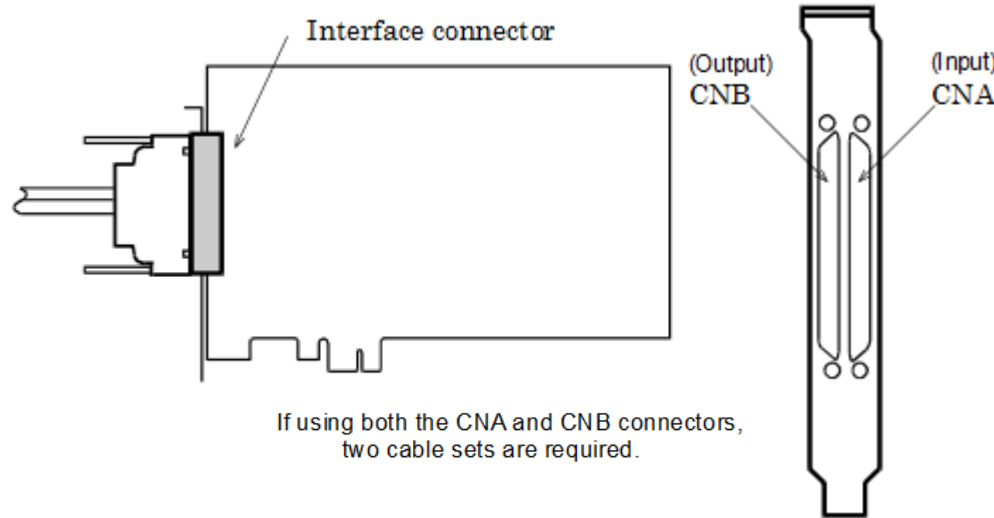 Interface connector
(Output)
CNB
(Input)
CNA
If using both the CNA and CNB connectors,
two cable sets are required.